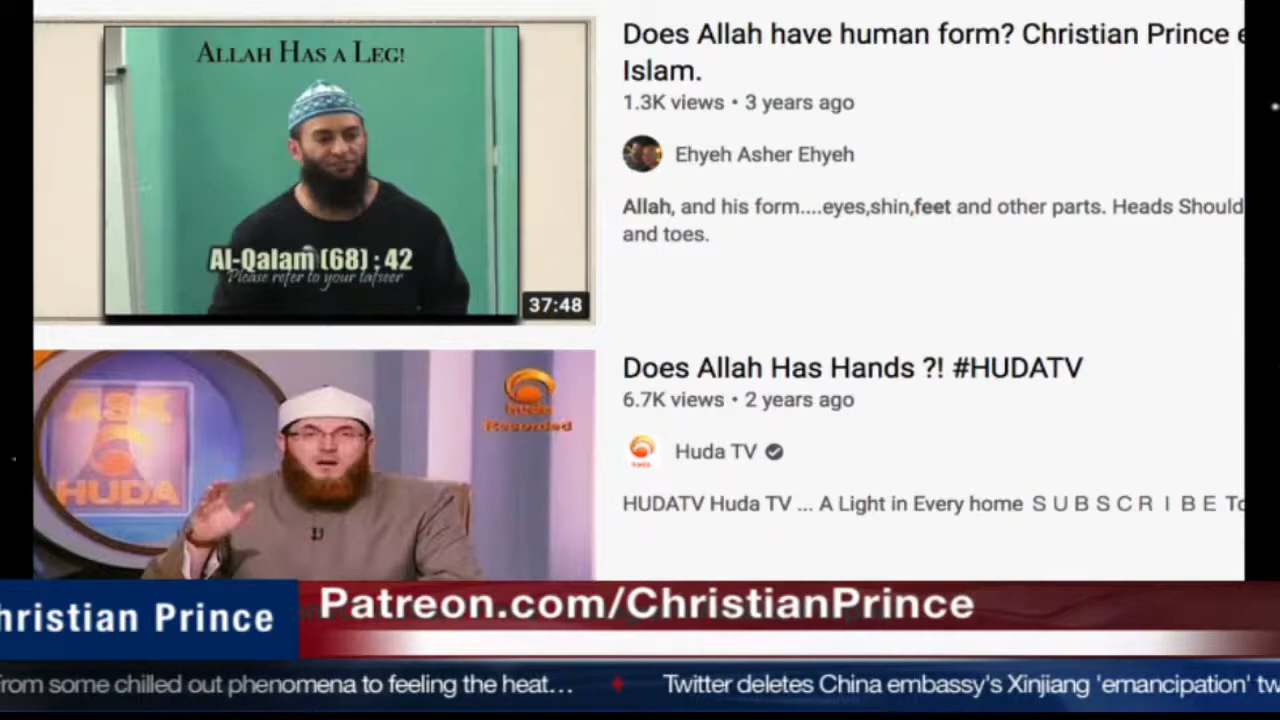 ALLAH HAS A LEG!
Al-Qalam (68) : 42
Please refer to your tafseer
37:48
Does Allah have human form? Christian Prince e
Islam.
1.3K views • 3 years ago
Ehyeh Asher Ehyeh
Allah, and his form....eyes,shin,feet and other parts. Heads Should
and toes.
ASK
HUDA
huda
Recorded
Does Allah Has Hands ?! #HUDATV
6.7K views • 2 years ago
Huda TV
HUDATV Huda TV ... A Light in Every home S U B S C R I B E To
hristian Prince
Patreon.com/ChristianPrince
from some chilled out phenomena to feeling the heat... ♦ Twitter deletes China embassy's Xinjiang 'emancipation' tw